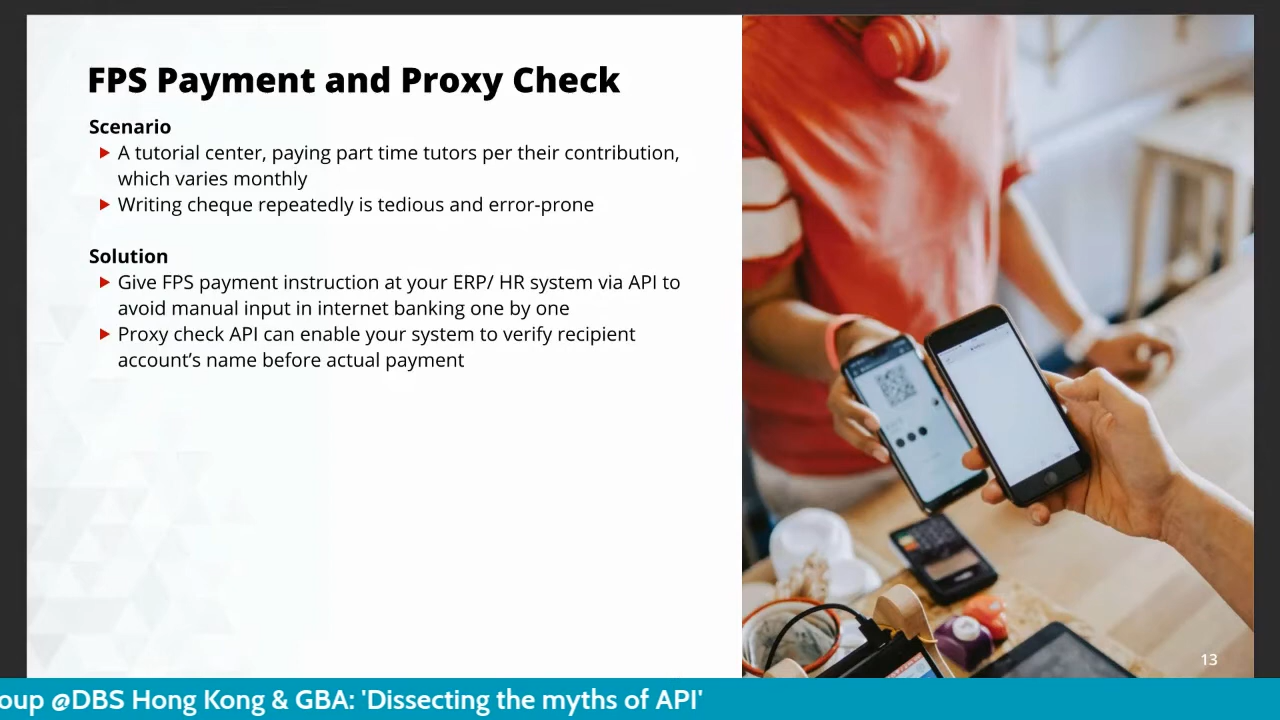 FPS Payment and Proxy Check
Scenario
A tutorial center, paying part time tutors per their contribution,
which varies monthly
Writing cheque repeatedly is tedious and error-prone
Solution
Give FPS payment instruction at your ERP/ HR system via API to
avoid manual input in internet banking one by one
Proxy check API can enable your system to verify recipient
account’s name before actual payment
13
oup @DBS Hong Kong & GBA: 'Dissecting the myths of API'